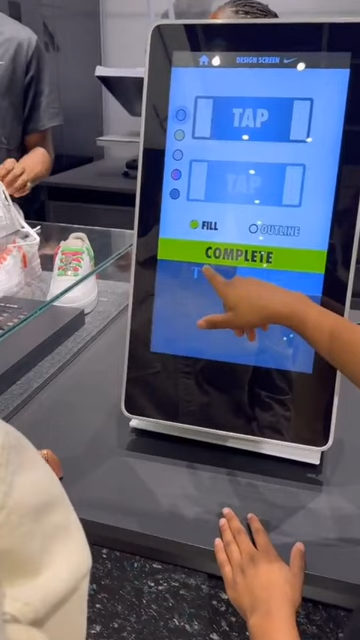 DESIGN SCREEN
TAP
TAP
FILL
OUTLINE
COMPLETE